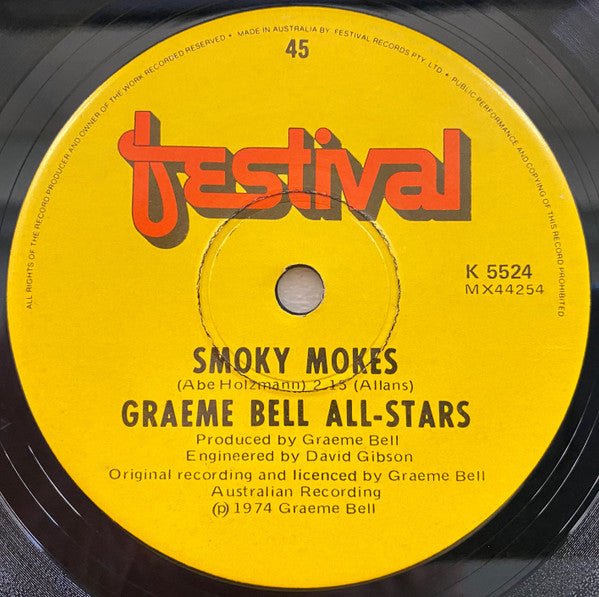 ALL RIGHTS OF THE RECORD PRODUCER AND OWNER OF THE WORK RECORDED RESERVED • MADE IN AUSTRALIA BY FESTIVAL RECORDS PTY. LTD • PUBLIC PERFORMANCE AND COPYING OF THIS RECORD PROHIBITED
45
festival
K 5524
MX44254
SMOKY MOKES
(Abe Holzmann) 2.15 (Allans)
GRAEME BELL ALL-STARS
Produced by Graeme Bell
Engineered by David Gibson
Original recording and licenced by Graeme Bell
Australian Recording
(p) 1974 Graeme Bell